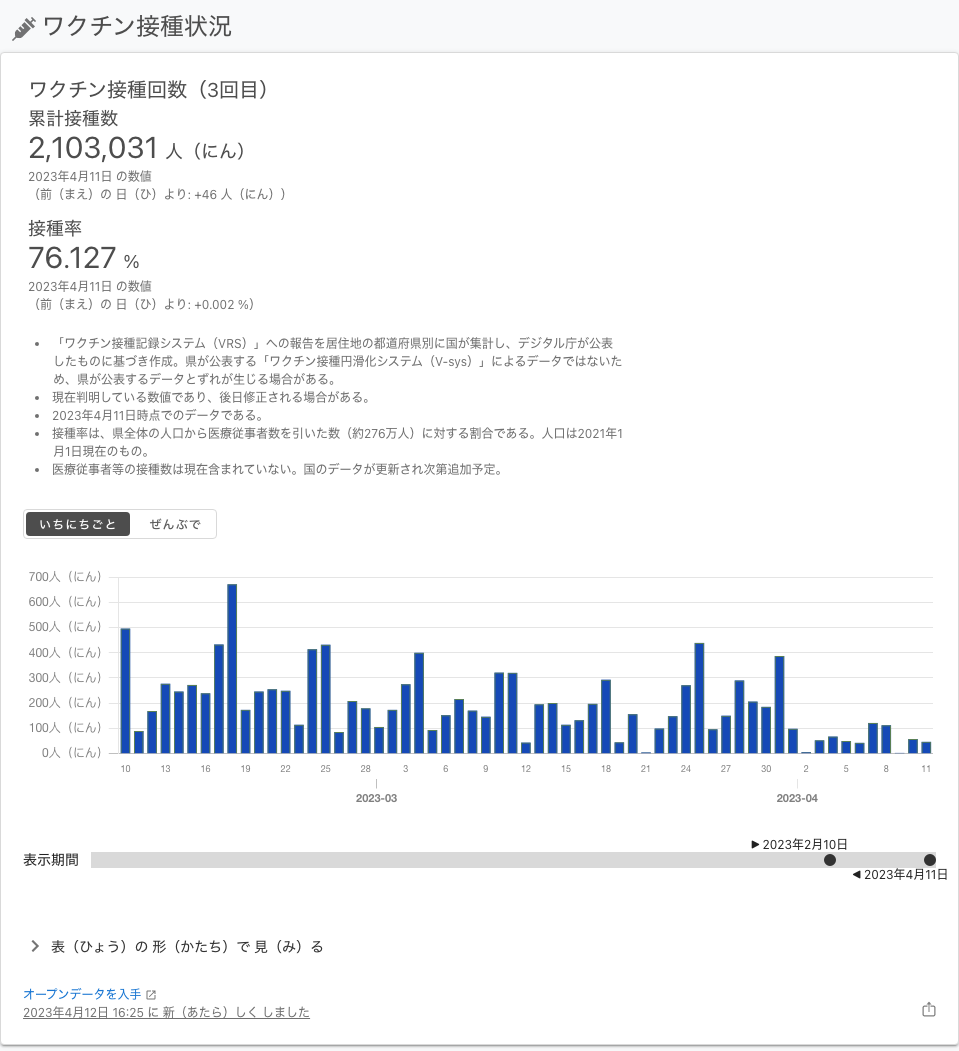 ワクチン接種状況
ワクチン接種回数（3回目）
累計接種数
2,103,031 人（にん）
2023年4月11日 の数値
（前（まえ）の 日（ひ）より: +46 人（にん））
接種率
76.127 %
2023年4月11日 の数値
（前（まえ）の 日（ひ）より: +0.002 %）
• 「ワクチン接種記録システム（VRS）」への報告を居住地の都道府県別に国が集計し、デジタル庁が公表
したものに基づき作成。県が公表する「ワクチン接種円滑化システム（V-sys）」によるデータではないた
め、県が公表するデータとずれが生じる場合がある。
• 現在判明している数値であり、後日修正される場合がある。
• 2023年4月11日時点でのデータである。
• 接種率は、県全体の人口から医療従事者数を引いた数（約276万人）に対する割合である。人口は2021年1
月1日現在のもの。
• 医療従事者等の接種数は現在含まれていない。国のデータが更新され次第追加予定。
いちにちごと ぜんぶで
700人（にん）
600人（にん）
500人（にん）
400人（にん）
300人（にん）
200人（にん）
100人（にん）
0人（にん）
10 13 16 19 22 25 28 3 6 9 12 15 18 21 24 27 30 2 5 8 11
2023-03 2023-04
2023年2月10日
表示期間
2023年4月11日
表（ひょう）の 形（かたち）で 見（み）る
オープンデータを入手
2023年4月12日 16:25 に 新（あたら）しく しました